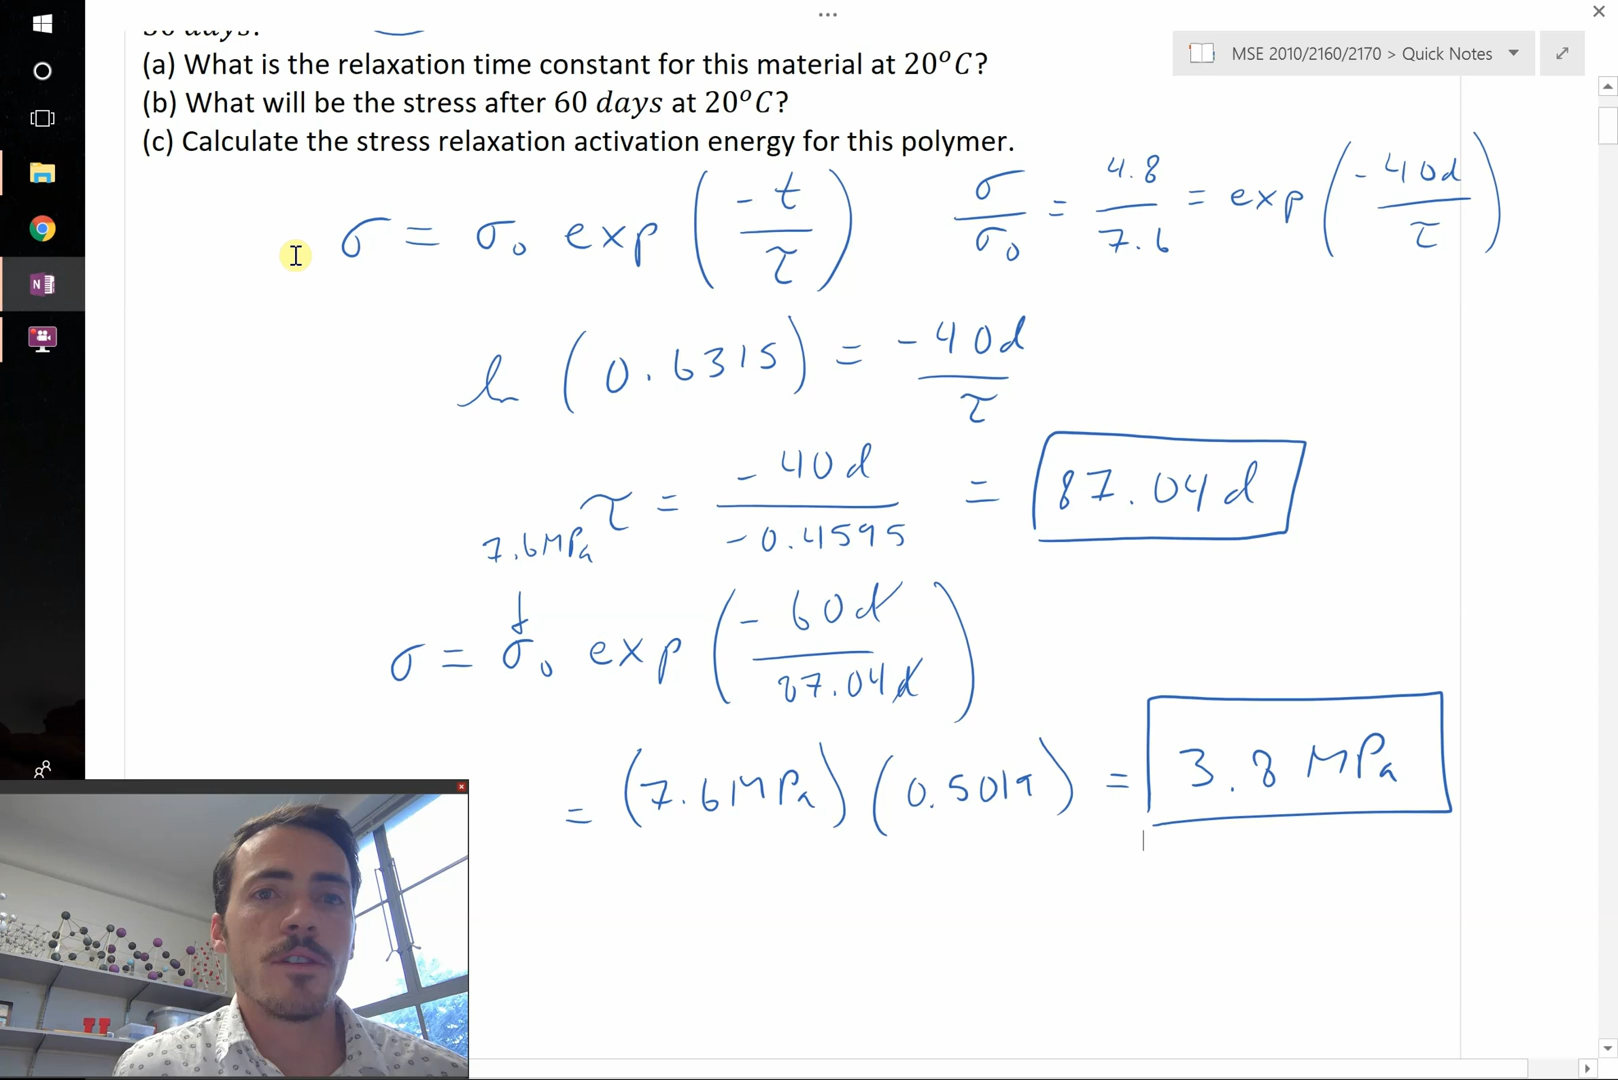 MSE 2010/2160/2170 > Quick Notes
(a) What is the relaxation time constant for this material at 20°C?
(b) What will be the stress after 60 days at 20°C?
(c) Calculate the stress relaxation activation energy for this polymer.
σ = σ₀ exp(-t/τ)
σ/σ₀ = 4.8/7.6 = exp(-40d/τ)
ln(0.6315) = -40d/τ
τ = -40d/-0.4595 = 87.04d
7.6MPa
σ = σ₀ exp(-60d/87.04d)
= (7.6MPa)(0.5019) = 3.8 MPa